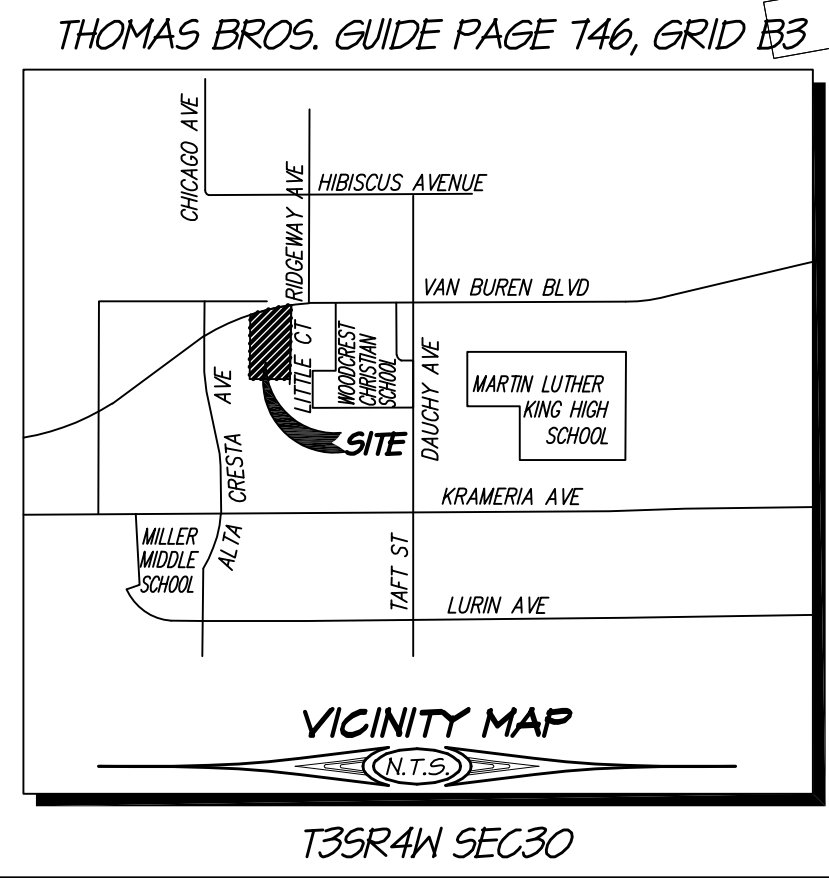 THOMAS BROS. GUIDE PAGE 746, GRID B3
CHICAGO AVE
RIDGEWAY AVE
HIBISCUS AVENUE
VAN BUREN BLVD
LITTLE CT
WOODCREST
CHRISTIAN
SCHOOL
DAUCHY AVE
MARTIN LUTHER
KING HIGH
SCHOOL
SITE
ALTA CRESTA AVE
KRAMERIA AVE
MILLER
MIDDLE
SCHOOL
TAFT ST
LURIN AVE
VICINITY MAP
N.T.S.
T3SR4W SEC30